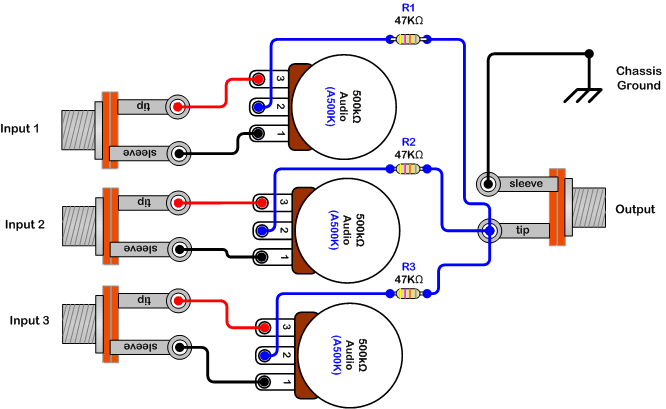 R1
47KΩ
Input 1
tip
sleeve
3
2
1
500kΩ
Audio
(A500K)
Chassis
Ground
R2
47KΩ
Input 2
tip
sleeve
3
2
1
500kΩ
Audio
(A500K)
sleeve
tip
Output
R3
47KΩ
Input 3
tip
sleeve
3
2
1
500kΩ
Audio
(A500K)